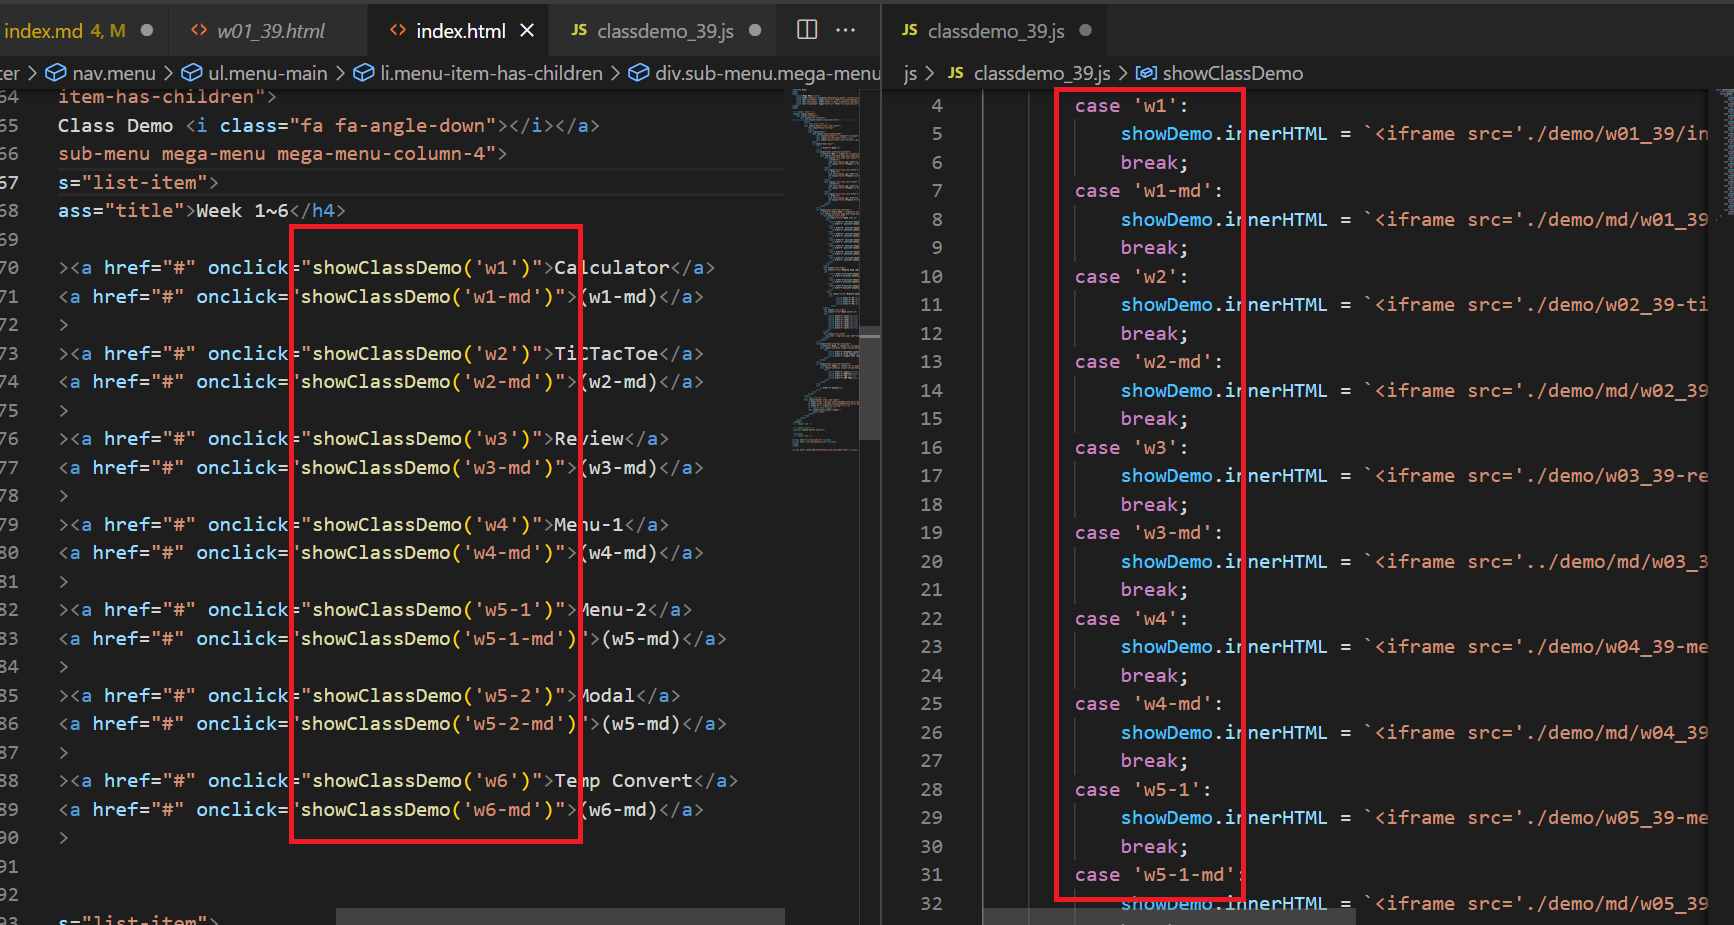 index.md 4, M
w01_39.html
index.html
JS classdemo_39.js
JS classdemo_39.js
ter > nav.menu > ul.menu-main > li.menu-item-has-children > div.sub-menu.mega-menu
js > JS classdemo_39.js > showClassDemo
64 item-has-children">
65 Class Demo <i class="fa fa-angle-down"></i></a>
66 sub-menu mega-menu mega-menu-column-4">
67 s="list-item">
68 ass="title">Week 1~6</h4>
69
70 ><a href="#" onclick="showClassDemo('w1')">Calculator</a>
71 <a href="#" onclick="showClassDemo('w1-md')">(w1-md)</a>
72 >
73 ><a href="#" onclick="showClassDemo('w2')">TicTacToe</a>
74 <a href="#" onclick="showClassDemo('w2-md')">(w2-md)</a>
75 >
76 ><a href="#" onclick="showClassDemo('w3')">Review</a>
77 <a href="#" onclick="showClassDemo('w3-md')">(w3-md)</a>
78 >
79 ><a href="#" onclick="showClassDemo('w4')">Menu-1</a>
80 <a href="#" onclick="showClassDemo('w4-md')">(w4-md)</a>
81 >
82 ><a href="#" onclick="showClassDemo('w5-1')">Menu-2</a>
83 <a href="#" onclick="showClassDemo('w5-1-md')">(w5-md)</a>
84 >
85 ><a href="#" onclick="showClassDemo('w5-2')">Modal</a>
86 <a href="#" onclick="showClassDemo('w5-2-md')">(w5-md)</a>
87 >
88 ><a href="#" onclick="showClassDemo('w6')">Temp Convert</a>
89 <a href="#" onclick="showClassDemo('w6-md')">(w6-md)</a>
90 >
91
92
93 s="list-item">
4 case 'w1':
5 showDemo.innerHTML = `<iframe src='./demo/w01_39/in
6 break;
7 case 'w1-md':
8 showDemo.innerHTML = `<iframe src='./demo/md/w01_39
9 break;
10 case 'w2':
11 showDemo.innerHTML = `<iframe src='./demo/w02_39-ti
12 break;
13 case 'w2-md':
14 showDemo.innerHTML = `<iframe src='./demo/md/w02_39
15 break;
16 case 'w3':
17 showDemo.innerHTML = `<iframe src='./demo/w03_39-re
18 break;
19 case 'w3-md':
20 showDemo.innerHTML = `<iframe src='../demo/md/w03_3
21 break;
22 case 'w4':
23 showDemo.innerHTML = `<iframe src='./demo/w04_39-me
24 break;
25 case 'w4-md':
26 showDemo.innerHTML = `<iframe src='./demo/md/w04_39
27 break;
28 case 'w5-1':
29 showDemo.innerHTML = `<iframe src='./demo/w05_39-me
30 break;
31 case 'w5-1-md':
32 showDemo.innerHTML = `<iframe src='./demo/md/w05_39